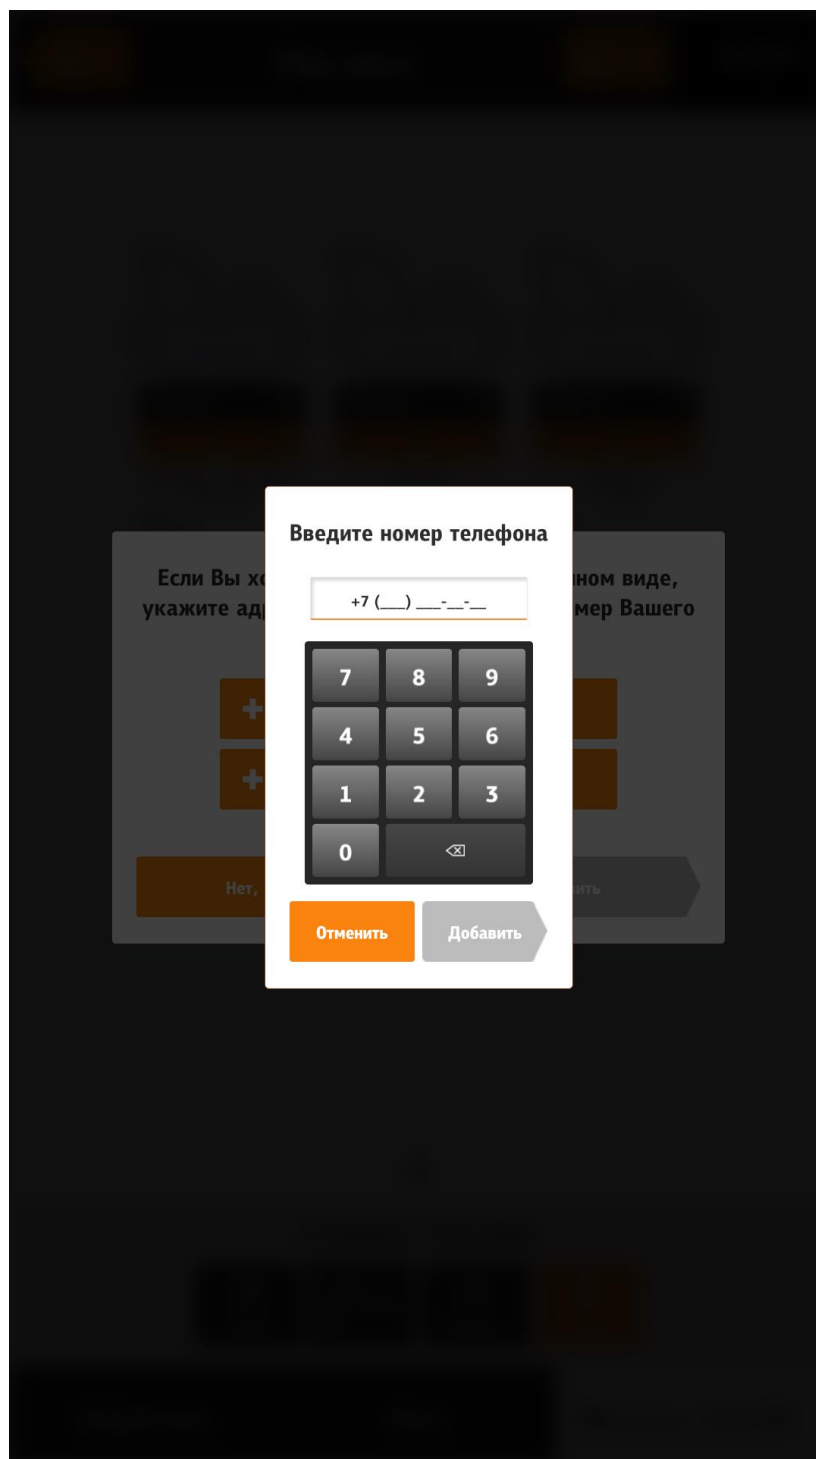 Введите номер телефона
Если Вы хо ном виде,
укажите ад мер Вашего
+7 (___) ___-__-__
7 8 9
4 5 6
1 2 3
0
Нет, ить
Отменить Добавить